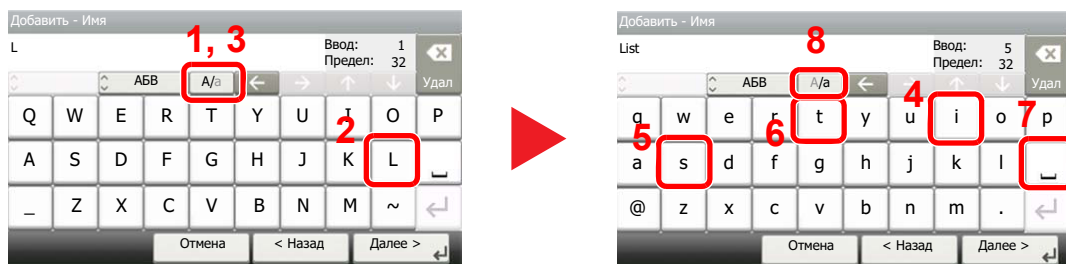 Добавить - Имя
L
1, 3
Ввод: 1
Предел: 32
АБВ A/a Удал
Q W E R T Y U I O P
2
A S D F G H J K L
_ Z X C V B N M ~
Отмена < Назад Далее >
Добавить - Имя
List
8
Ввод: 5
Предел: 32
АБВ A/a Удал
4
q w e r t y u i o p
5 6 7
a s d f g h j k l
@ z x c v b n m .
Отмена < Назад Далее >